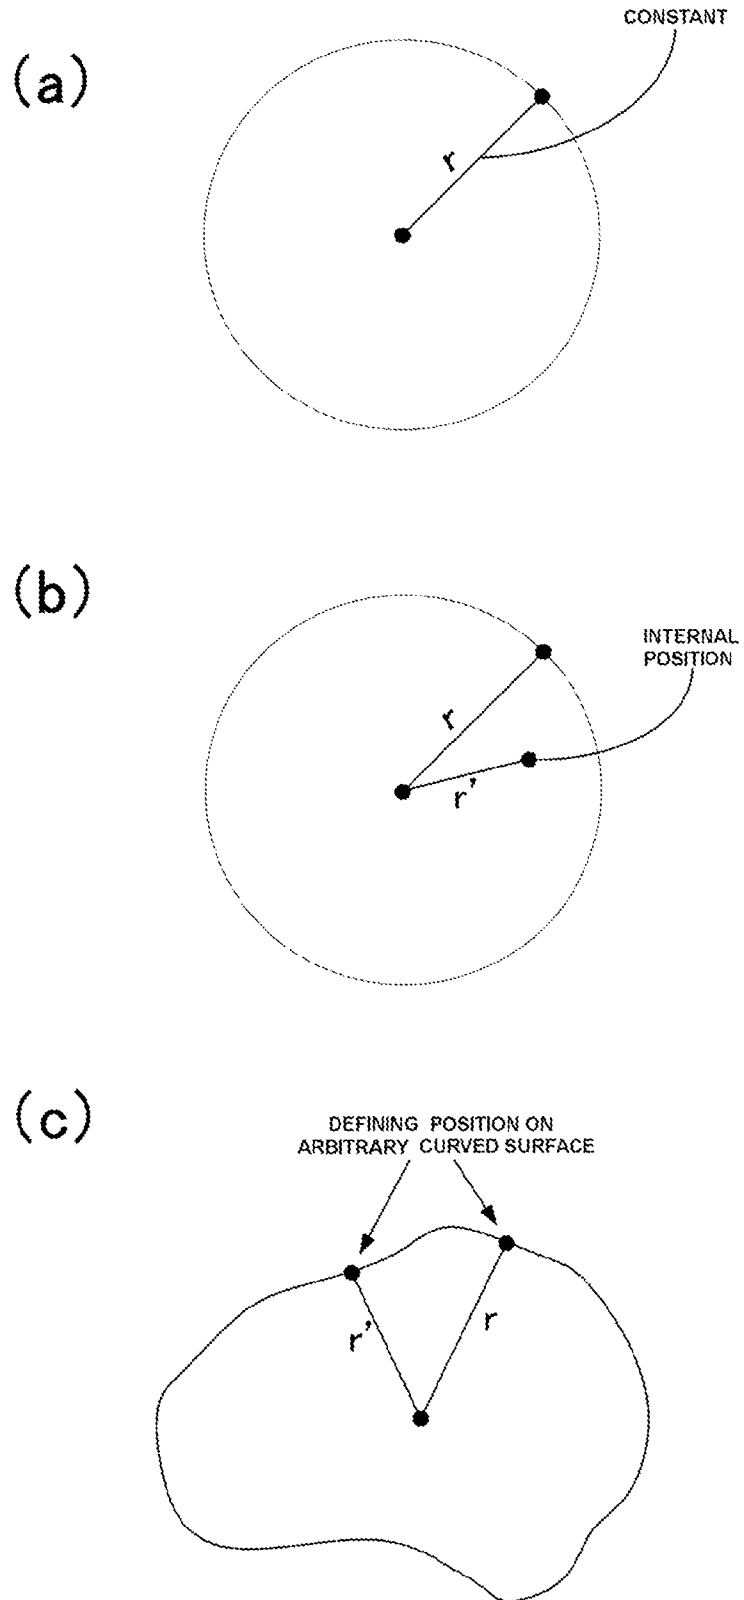 CONSTANT
(a)
r
(b)
INTERNAL
POSITION
r
r'
(c)
DEFINING POSITION ON
ARBITRARY CURVED SURFACE
r'
r